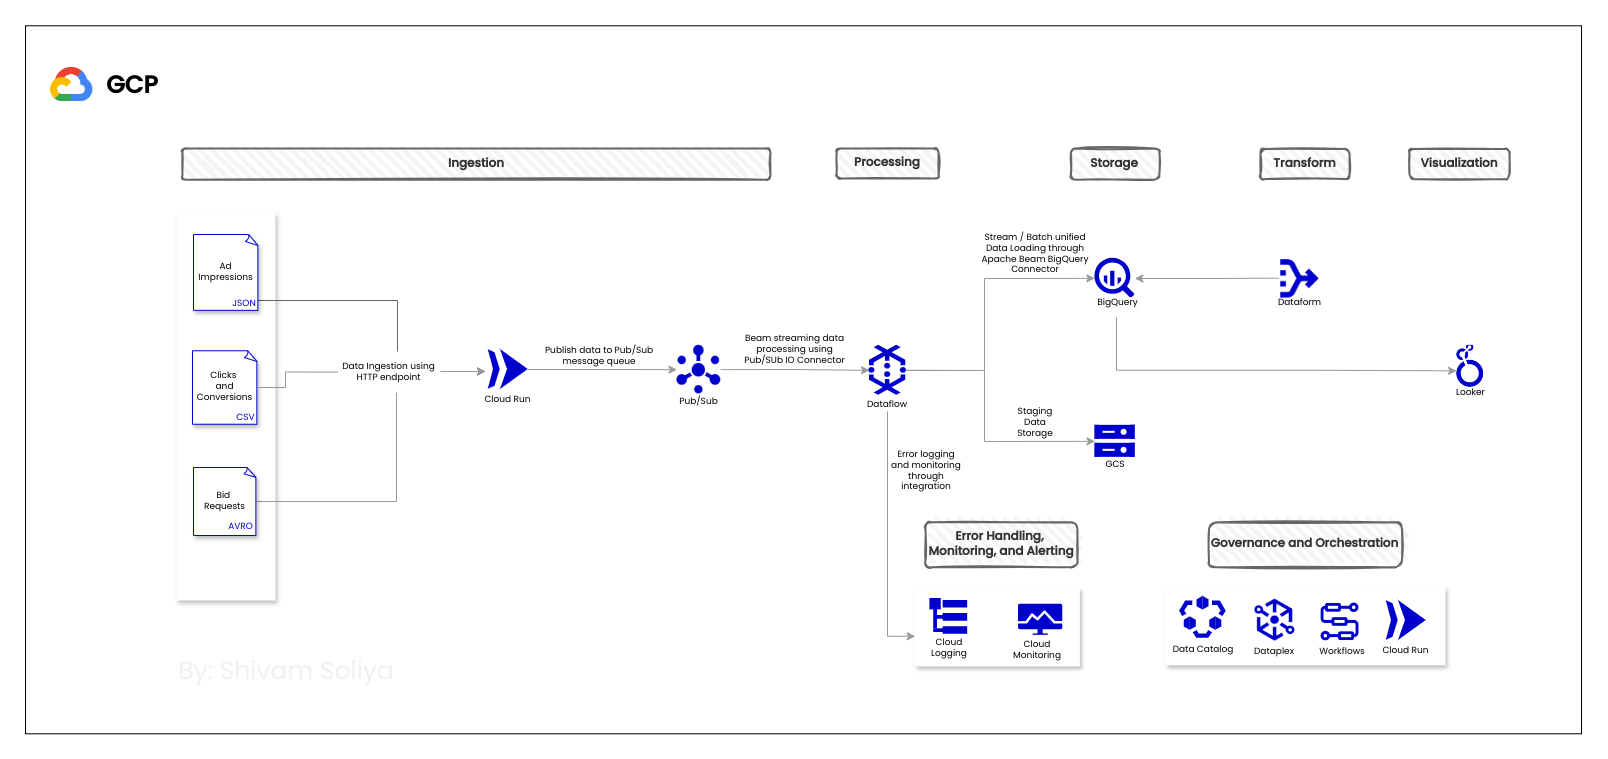 GCP
Ingestion
Processing
Storage
Transform
Visualization
Ad
Impressions
JSON
Clicks
and
Conversions
CSV
Bid
Requests
AVRO
Data Ingestion using
HTTP endpoint
Cloud Run
Publish data to Pub/Sub
message queue
Pub/Sub
Beam streaming data
processing using
Pub/SUb IO Connector
Dataflow
Stream / Batch unified
Data Loading through
Apache Beam BigQuery
Connector
BigQuery
Dataform
Looker
Staging
Data
Storage
GCS
Error logging
and monitoring
through
integration
Error Handling,
Monitoring, and Alerting
Cloud
Logging
Cloud
Monitoring
Governance and Orchestration
Data Catalog
Dataplex
Workflows
Cloud Run
By: Shivam Soliya